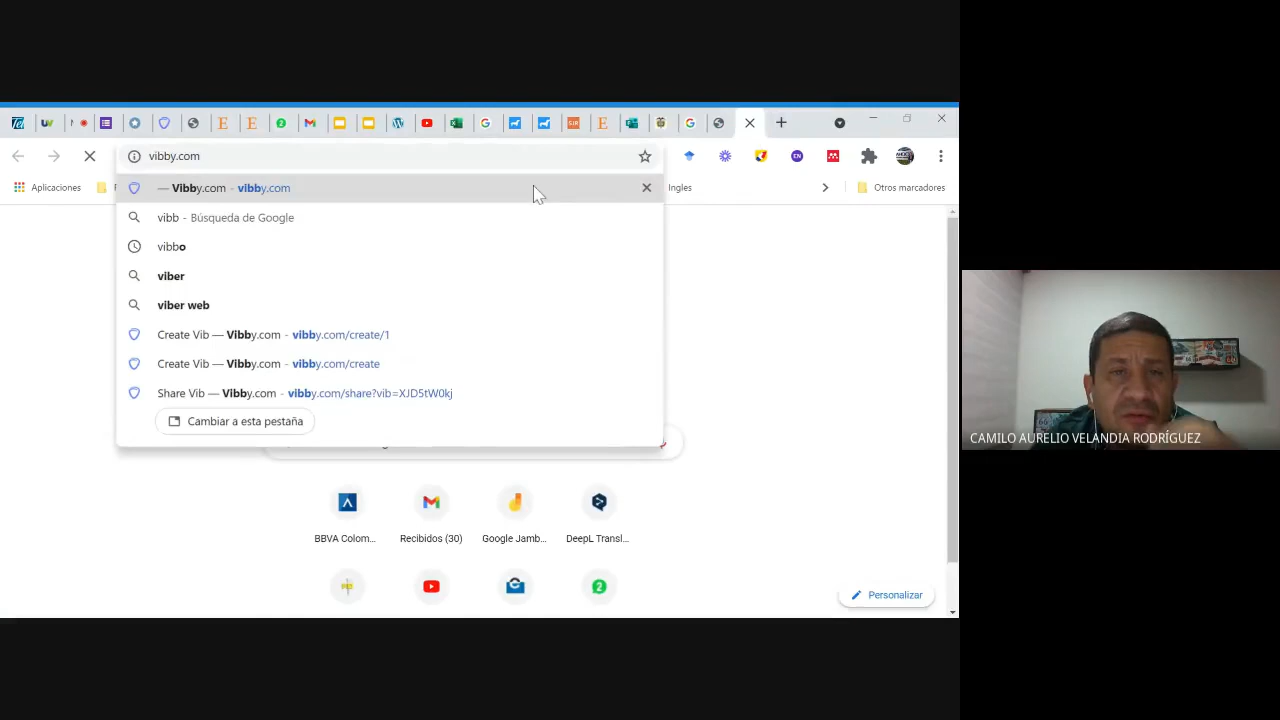 vibby.com
— Vibby.com - vibby.com
vibb - Búsqueda de Google
vibbo
viber
viber web
Create Vib — Vibby.com - vibby.com/create/1
Create Vib — Vibby.com - vibby.com/create
Share Vib — Vibby.com - vibby.com/share?vib=XJD5tW0kj
Cambiar a esta pestaña
Aplicaciones
Ingles
Otros marcadores
BBVA Colom...
Recibidos (30)
Google Jamb...
DeepL Transl...
Personalizar
CAMILO AURELIO VELANDIA RODRÍGUEZ